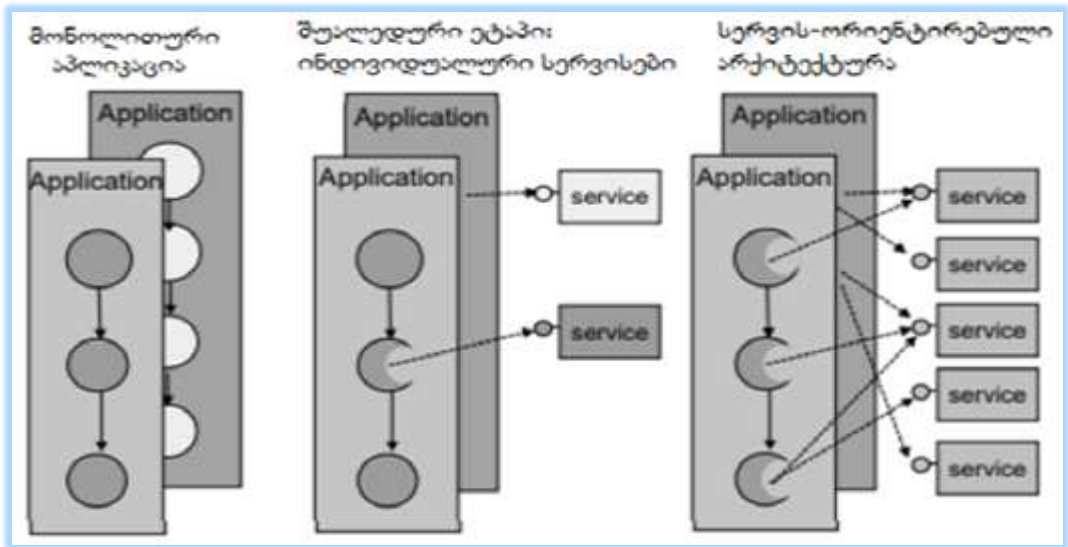 მონოლითური
აპლიკაცია
Application
Application
შუალედური ეტაპი:
ინდივიდუალური სერვისები
Application
Application
service
service
სერვის-ორიენტირებული
არქიტექტურა
Application
Application
service
service
service
service
service